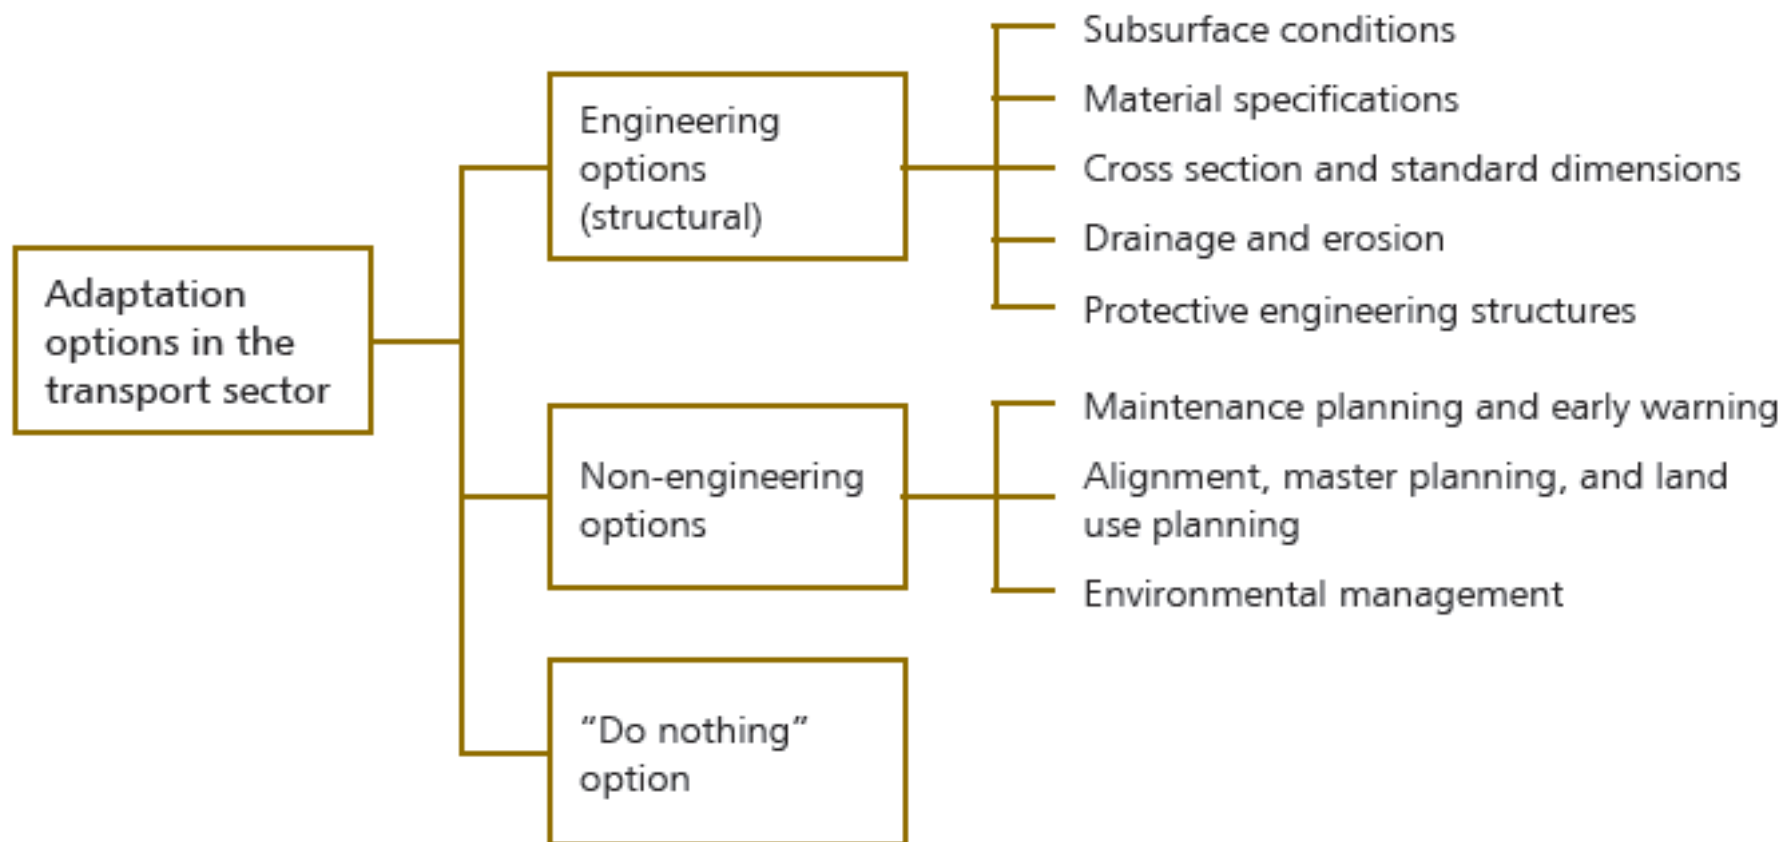 Adaptation
options in the
transport sector
Engineering
options
(structural)
Subsurface conditions
Material specifications
Cross section and standard dimensions
Drainage and erosion
Protective engineering structures
Non-engineering
options
Maintenance planning and early warning
Alignment, master planning, and land
use planning
Environmental management
“Do nothing”
option